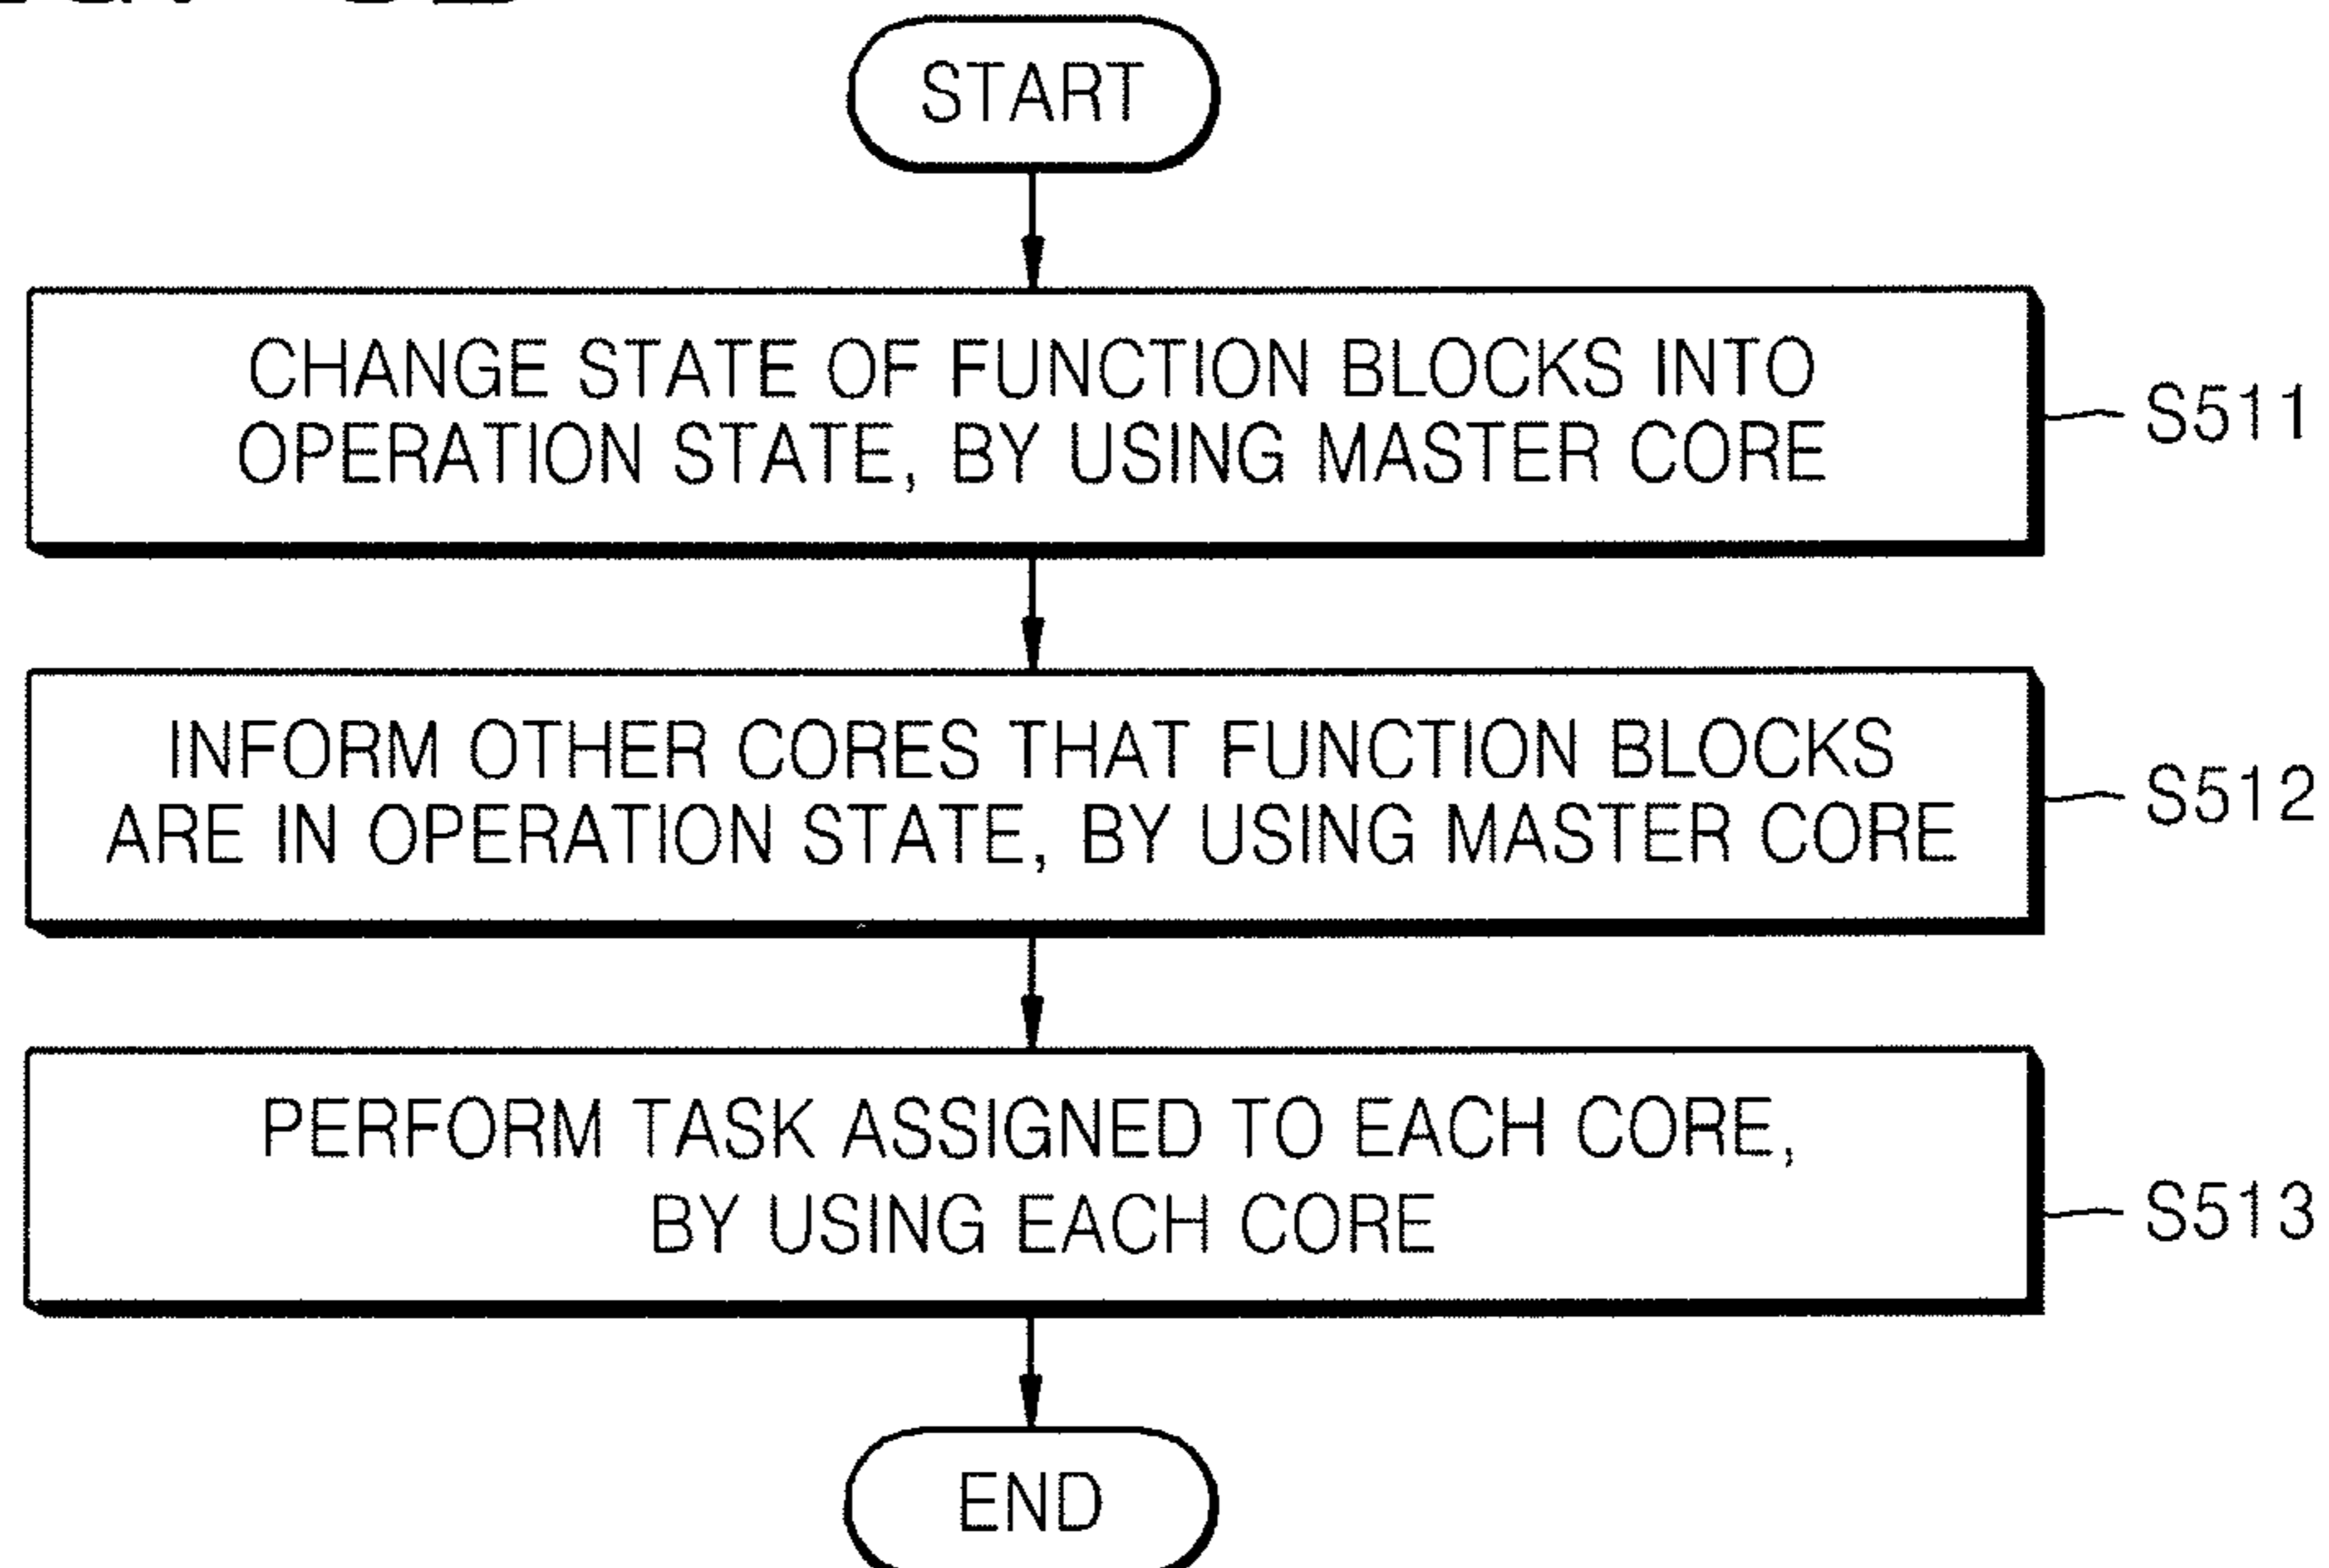 START
CHANGE STATE OF FUNCTION BLOCKS INTO
OPERATION STATE, BY USING MASTER CORE
S511
INFORM OTHER CORES THAT FUNCTION BLOCKS
ARE IN OPERATION STATE, BY USING MASTER CORE
S512
PERFORM TASK ASSIGNED TO EACH CORE,
BY USING EACH CORE
S513
END